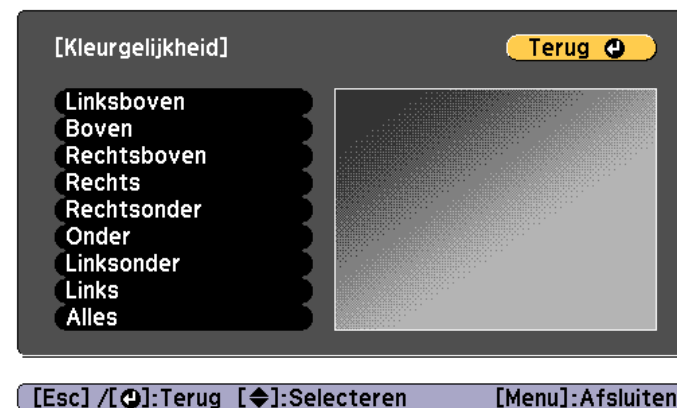 [Kleurgelijkheid]
Terug
Linksboven
Boven
Rechtsboven
Rechts
Rechtsonder
Onder
Linksonder
Links
Alles
[Esc] /[⏎]:Terug [◆]:Selecteren [Menu]:Afsluiten